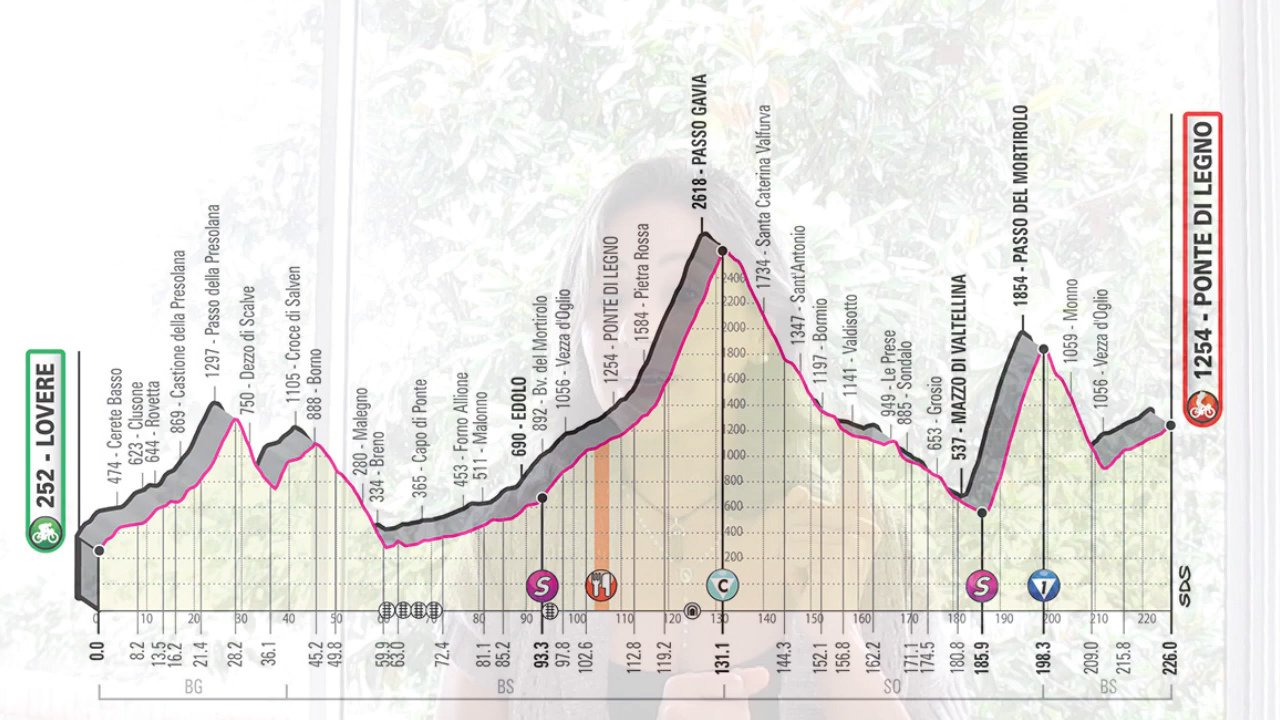 252 - LOVERE
474 - Cerete Basso
623 - Clusone
644 - Rovetta
869 - Castione della Presolana
1297 - Passo della Presolana
750 - Dezzo di Scalve
1105 - Croce di Salven
888 - Borno
280 - Malegno
334 - Breno
365 - Capo di Ponte
453 - Forno Allione
511 - Malonno
690 - EDOLO
892 - Bv. del Mortirolo
1056 - Vezza d'Oglio
1254 - PONTE DI LEGNO
1584 - Pietra Rossa
2618 - PASSO GAVIA
1734 - Santa Caterina Valfurva
1347 - Sant'Antonio
1197 - Bormio
1141 - Valdisotto
949 - Le Prese
885 - Sondalo
653 - Grosio
537 - MAZZO DI VALTELLINA
1854 - PASSO DEL MORTIROLO
1059 - Monno
1056 - Vezza d'Oglio
1254 - PONTE DI LEGNO
2400
2200
2000
1800
1600
1400
1200
1000
800
600
400
200
S C S 1
SDS
0 10 20 30 40 50 70 80 90 100 110 120 130 140 150 160 170 180 190 200 210 220
0.0 8.2 13.5 16.2 21.4 28.2 36.1 45.2 49.8 59.9 63.0 72.4 81.1 85.2 93.3 97.8 102.6 112.8 119.2 131.1 144.3 152.1 156.8 162.2 171.1 174.5 180.8 185.9 198.3 209.0 215.8 226.0
BG BS SO BS